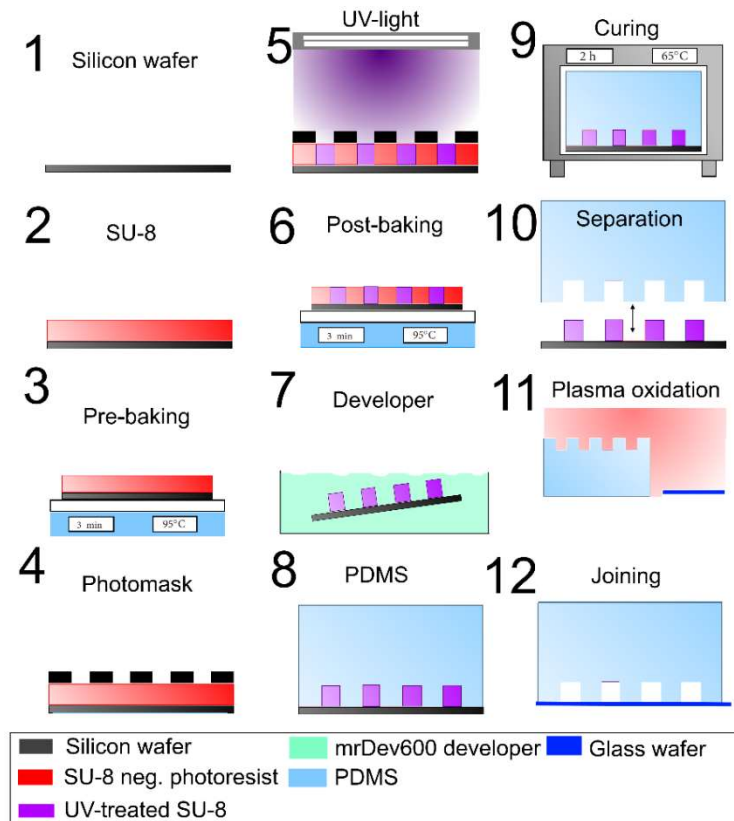 1
Silicon wafer
2
SU-8
3
Pre-baking
3 min
95°C
4
Photomask
5
UV-light
6
Post-baking
3 min
95°C
7
Developer
8
PDMS
9
Curing
2 h
65°C
10
Separation
11
Plasma oxidation
12
Joining
Silicon wafer
mrDev600 developer
Glass wafer
SU-8 neg. photoresist
PDMS
UV-treated SU-8